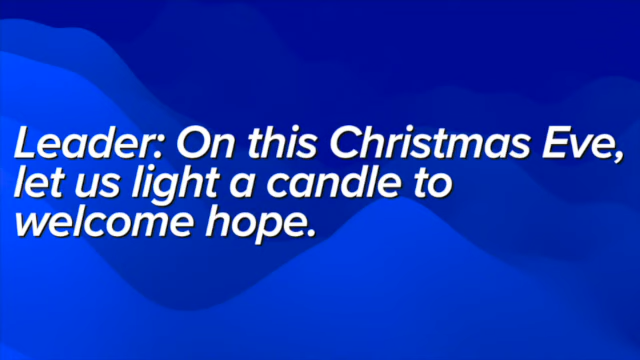 Leader: On this Christmas Eve,
let us light a candle to
welcome hope.